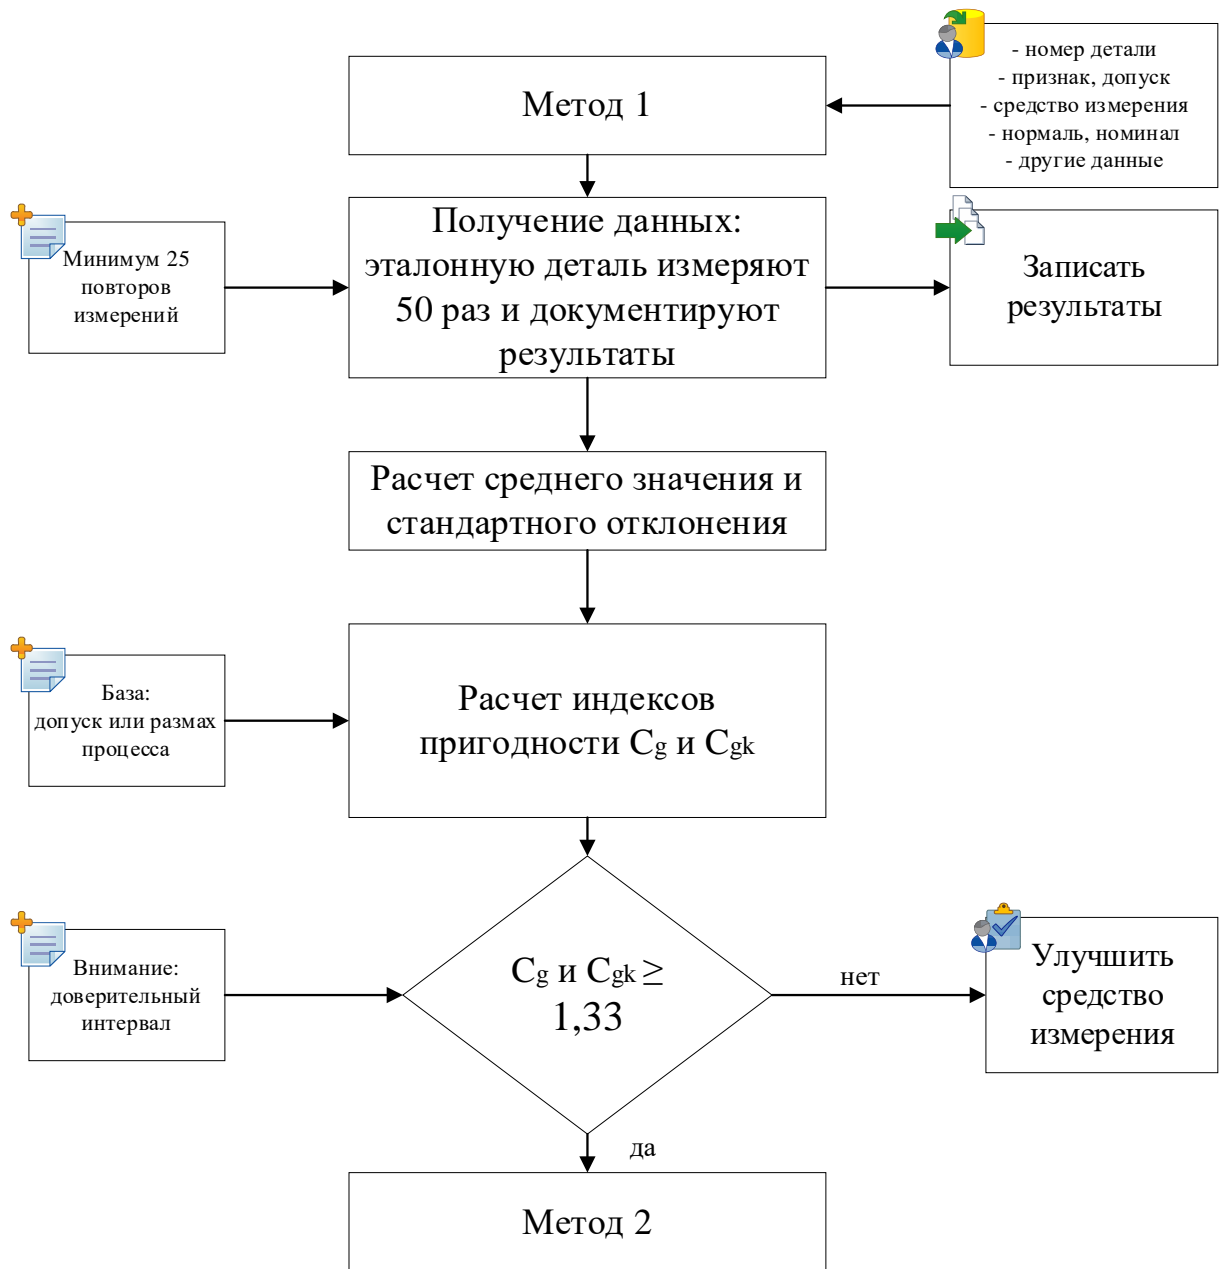 Метод 1
- номер детали
- признак, допуск
- средство измерения
- нормаль, номинал
- другие данные
Минимум 25
повторов
измерений
Получение данных:
эталонную деталь измеряют
50 раз и документируют
результаты
Записать
результаты
Расчет среднего значения и
стандартного отклонения
База:
допуск или размах
процесса
Расчет индексов
пригодности Cg и Cgk
Внимание:
доверительный
интервал
Cg и Cgk ≥
1,33
нет
Улучшить
средство
измерения
да
Метод 2